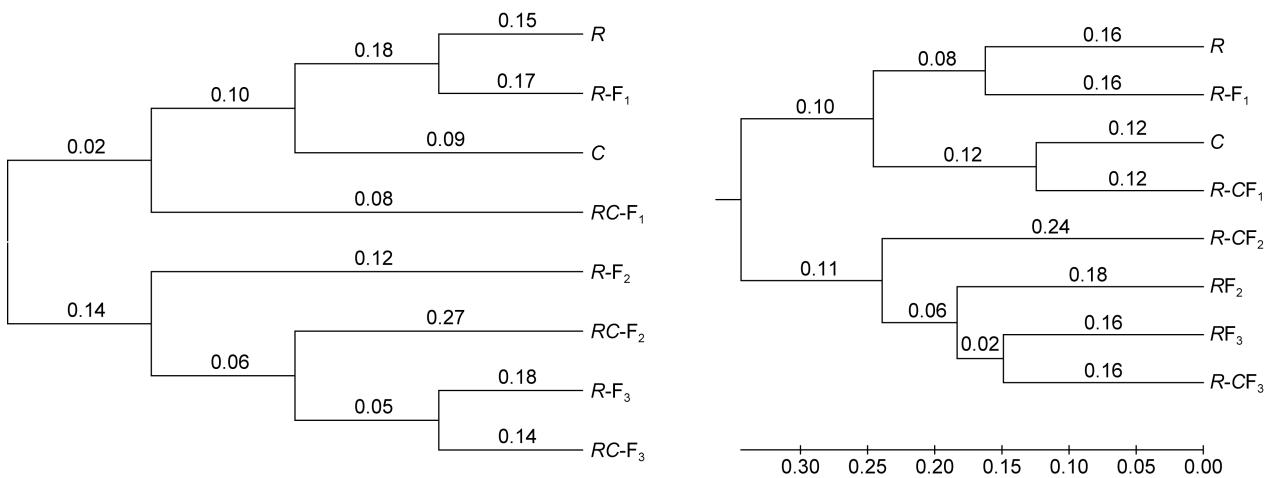 0.15
R
0.18
0.17
R-F₁
0.10
0.09
C
0.02
0.08
RC-F₁
0.12
R-F₂
0.14
0.27
RC-F₂
0.06
0.18
R-F₃
0.05
0.14
RC-F₃
0.16
R
0.08
0.16
R-F₁
0.10
0.12
C
0.12
0.12
R-CF₁
0.24
R-CF₂
0.11
0.18
RF₂
0.06
0.16
RF₃
0.02
0.16
R-CF₃
0.30 0.25 0.20 0.15 0.10 0.05 0.00